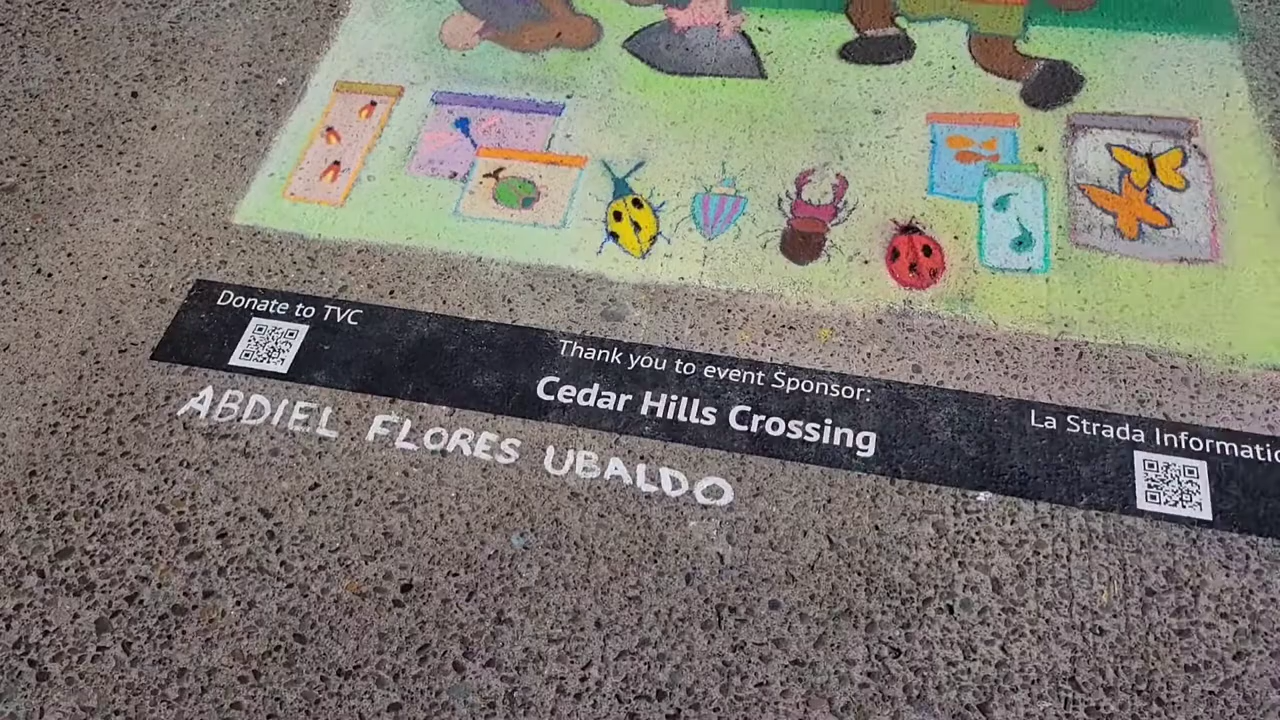 Donate to TVC
Thank you to event Sponsor:
Cedar Hills Crossing
La Strada Informatio
ABDIEL FLORES UBALDO